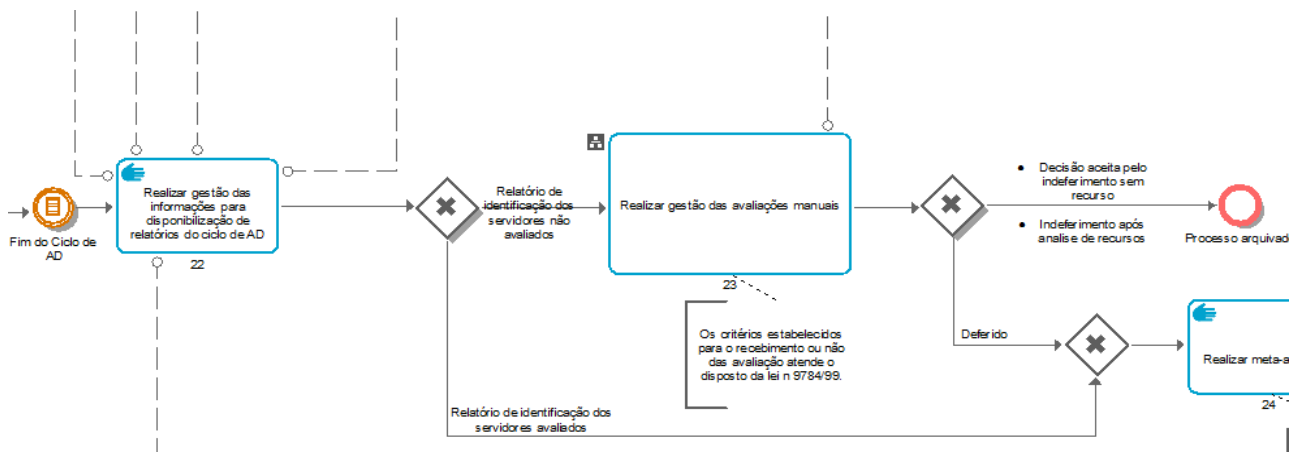 Fim do Ciclo de
AD
Realizar gestão das
informações para
disponibilização de
relatórios do ciclo de AD
22
Relatório de
identificação dos
servidores não
avaliados
Realizar gestão das avaliações manuais
23
Os critérios estabelecidos
para o recebimento ou não
das avaliação atende o
disposto da lei n 9784/99.
Relatório de identificação dos
servidores avaliados
• Decisão aceita pelo
indeferimento sem
recurso
• Indeferimento após
analise de recursos
Processo arquivad
Deferido
Realizar meta-a
24